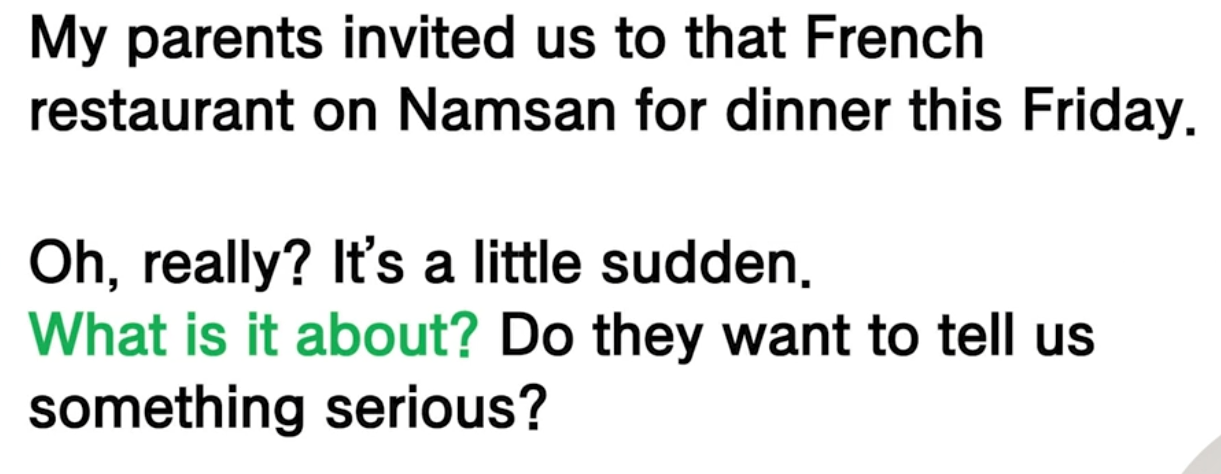 My parents invited us to that French
restaurant on Namsan for dinner this Friday.
Oh, really? It's a little sudden.
What is it about? Do they want to tell us
something serious?